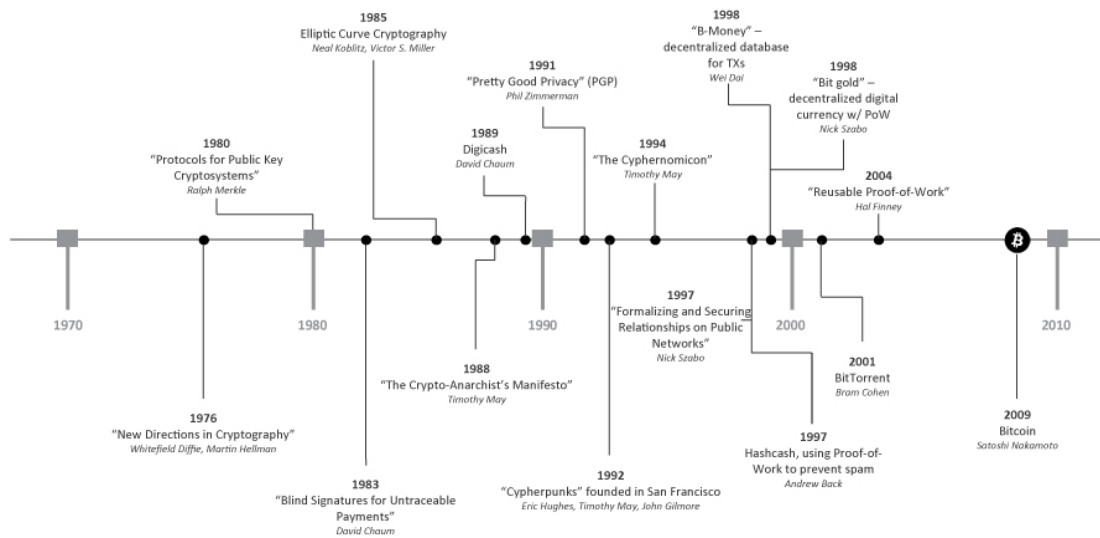 1985
Elliptic Curve Cryptography
Neal Koblitz, Victor S. Miller
1998
“B-Money” –
decentralized database
for TXs
Wei Dai
1991
“Pretty Good Privacy” (PGP)
Phil Zimmerman
1998
“Bit gold” –
decentralized digital
currency w/ PoW
Nick Szabo
1989
Digicash
David Chaum
1980
“Protocols for Public Key
Cryptosystems”
Ralph Merkle
1994
“The Cyphernomicon”
Timothy May
2004
“Reusable Proof-of-Work”
Hal Finney
1970
1980
1990
2000
2010
1997
“Formalizing and Securing
Relationships on Public
Networks”
Nick Szabo
1988
“The Crypto-Anarchist’s Manifesto”
Timothy May
2001
BitTorrent
Bram Cohen
1976
“New Directions in Cryptography”
Whitefield Diffie, Martin Hellman
2009
Bitcoin
Satoshi Nakamoto
1997
Hashcash, using Proof-of-
Work to prevent spam
Andrew Back
1983
“Blind Signatures for Untraceable
Payments”
David Chaum
1992
“Cypherpunks” founded in San Francisco
Eric Hughes, Timothy May, John Gilmore